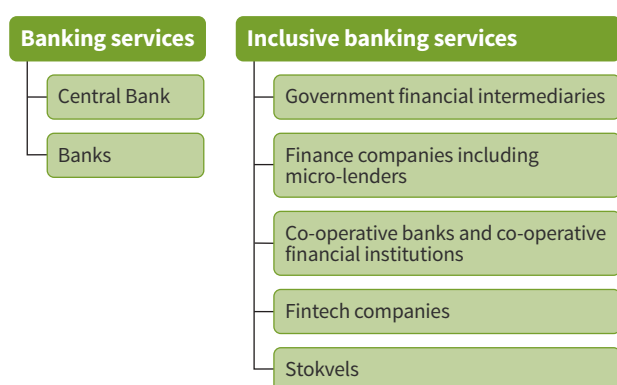 Banking services
Central Bank
Banks
Inclusive banking services
Government financial intermediaries
Finance companies including
micro-lenders
Co-operative banks and co-operative
financial institutions
Fintech companies
Stokvels